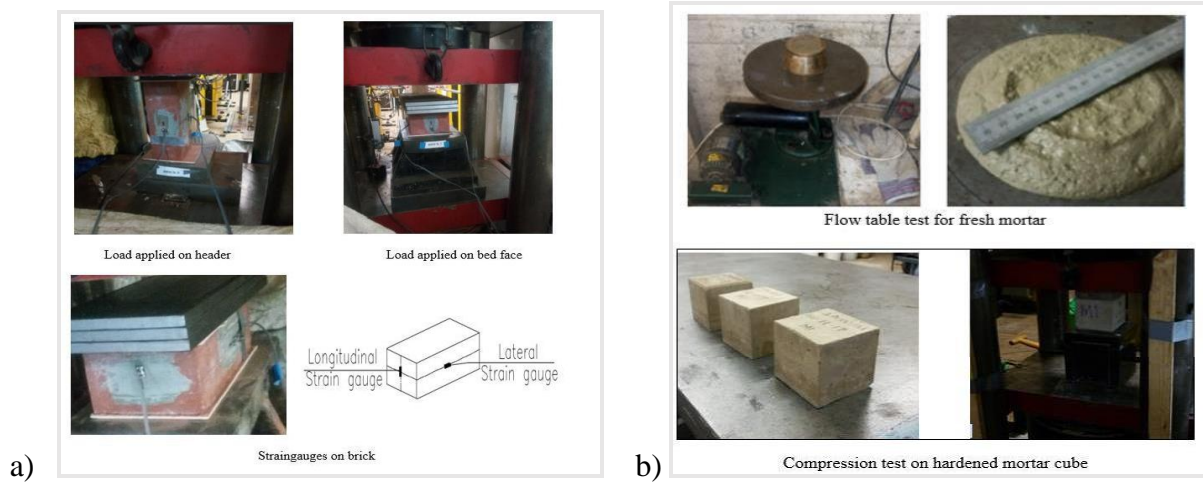 Load applied on header
Load applied on bed face
Longitudinal
Strain gauge
Lateral
Strain gauge
Straingauges on brick
a)
Flow table test for fresh mortar
M1
Compression test on hardened mortar cube
b)